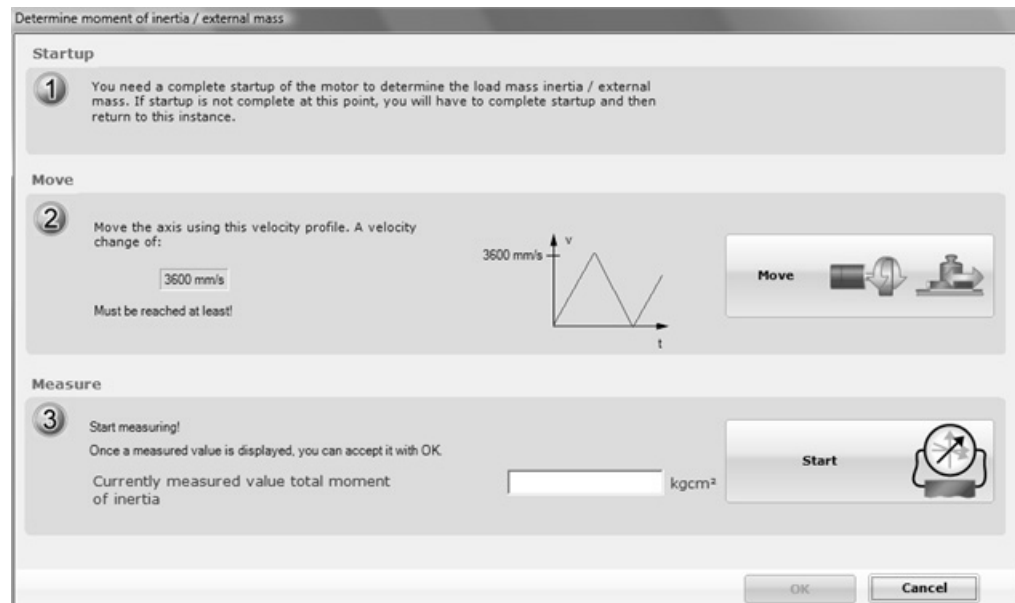 Determine moment of inertia / external mass
Startup
1
You need a complete startup of the motor to determine the load mass inertia / external
mass. If startup is not complete at this point, you will have to complete startup and then
return to this instance.
Move
2
Move the axis using this velocity profile. A velocity
change of:
3600 mm/s
Must be reached at least!
v
3600 mm/s
t
Move
Measure
3
Start measuring!
Once a measured value is displayed, you can accept it with OK.
Currently measured value total moment
of inertia
kgcm²
Start
OK
Cancel